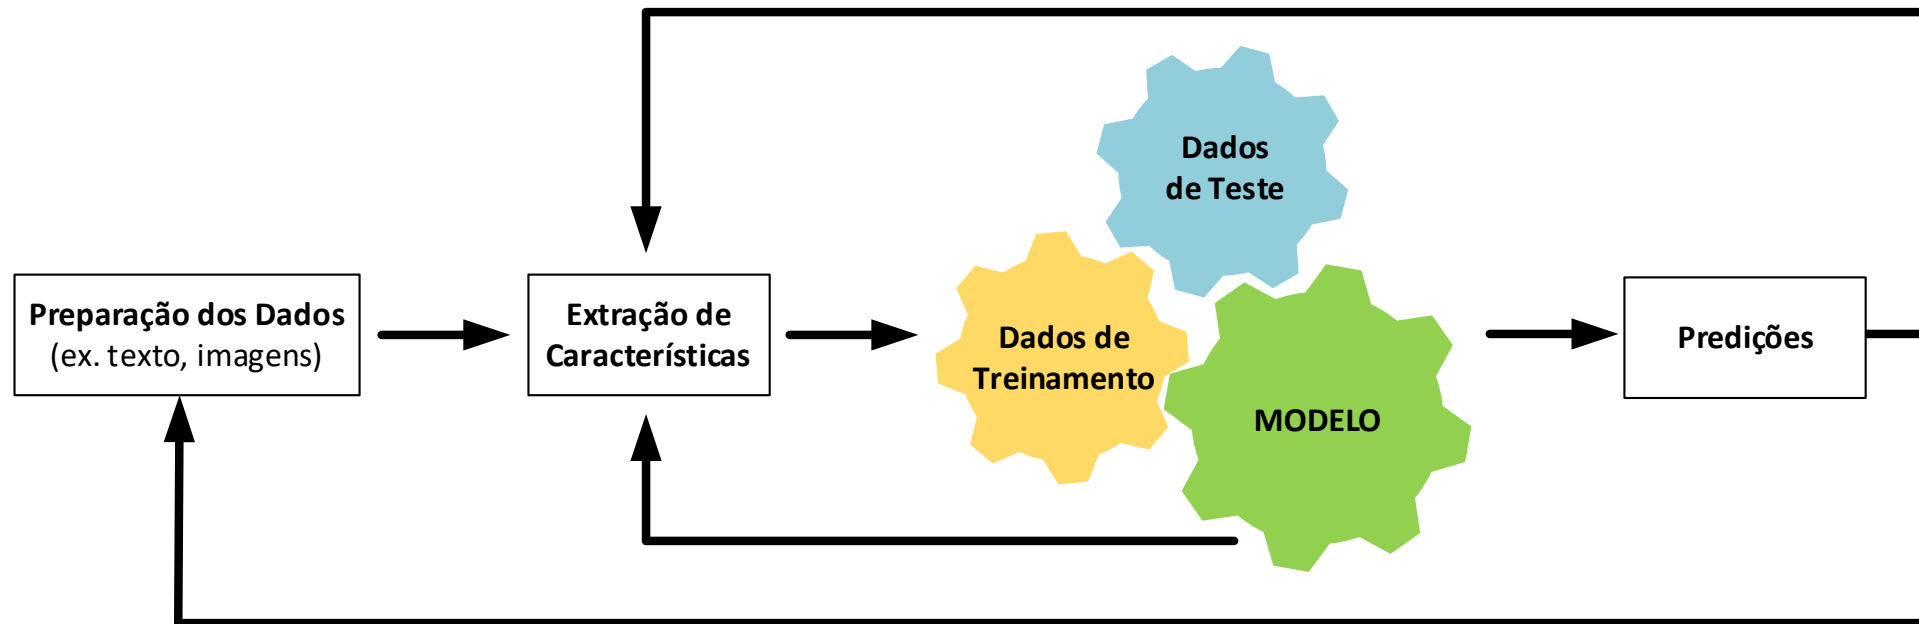 Preparação dos Dados
(ex. texto, imagens)
Extração de
Características
Dados de
Treinamento
Dados
de Teste
MODELO
Predições